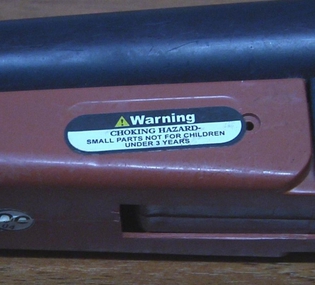 Warning
CHOKING HAZARD-
SMALL PARTS NOT FOR CHILDREN
UNDER 3 YEARS